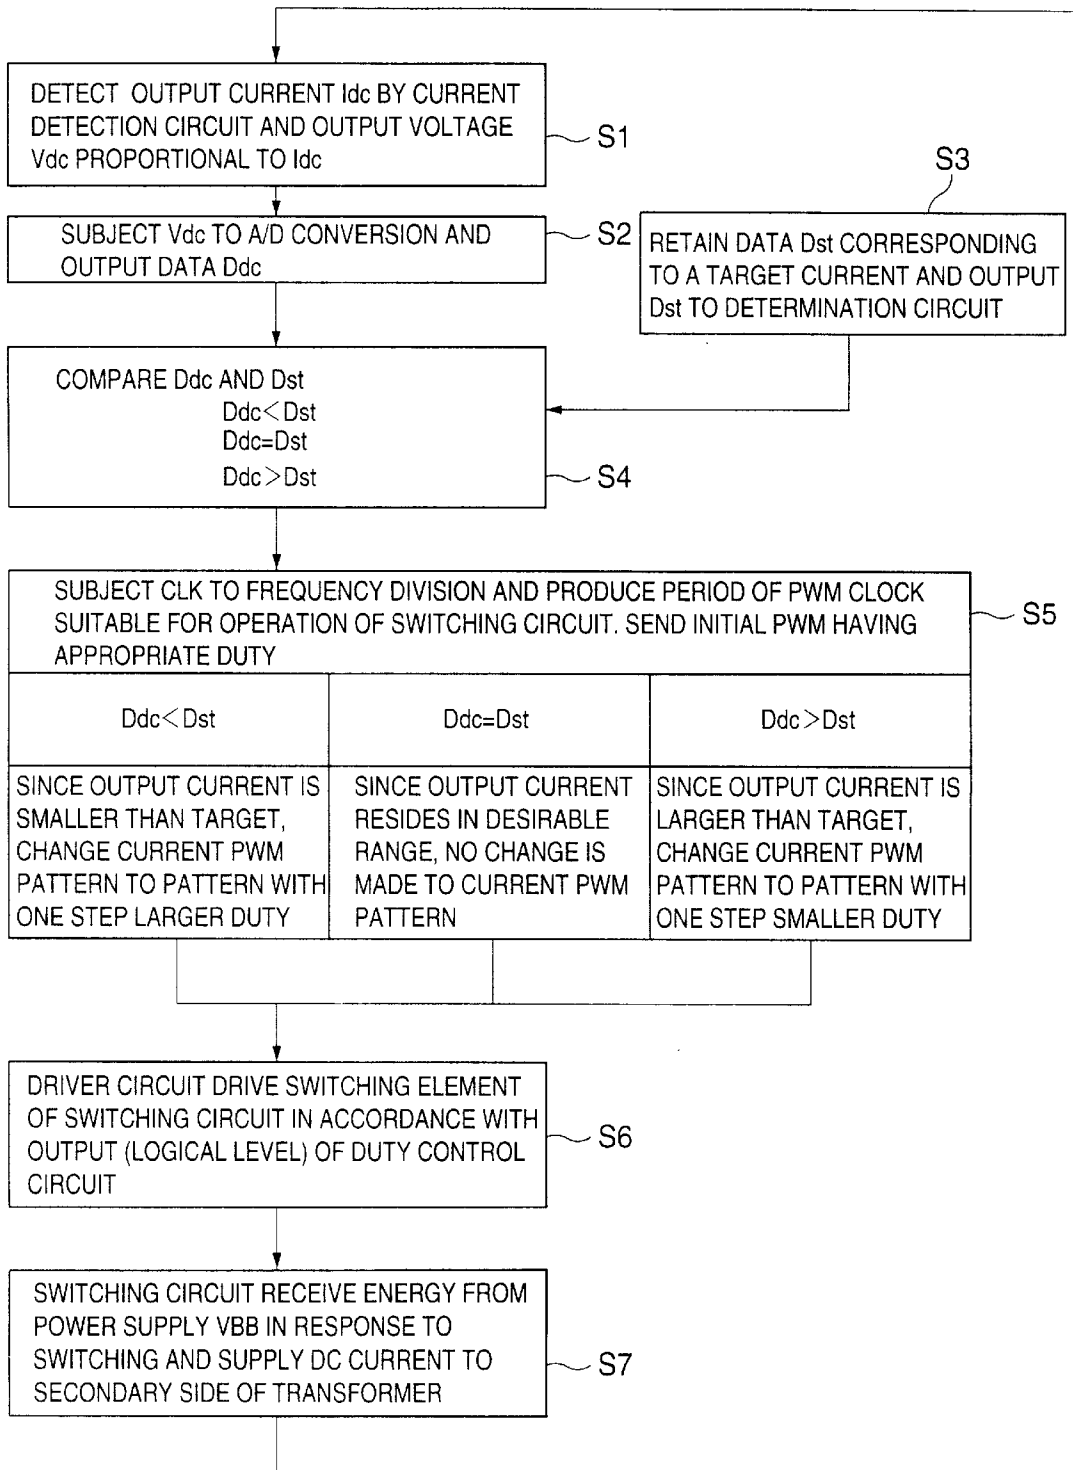 DETECT OUTPUT CURRENT Idc BY CURRENT
DETECTION CIRCUIT AND OUTPUT VOLTAGE
Vdc PROPORTIONAL TO Idc
S1
SUBJECT Vdc TO A/D CONVERSION AND
OUTPUT DATA Ddc
S2
S3
RETAIN DATA Dst CORRESPONDING
TO A TARGET CURRENT AND OUTPUT
Dst TO DETERMINATION CIRCUIT
COMPARE Ddc AND Dst
Ddc<Dst
Ddc=Dst
Ddc>Dst
S4
SUBJECT CLK TO FREQUENCY DIVISION AND PRODUCE PERIOD OF PWM CLOCK
SUITABLE FOR OPERATION OF SWITCHING CIRCUIT. SEND INITIAL PWM HAVING
APPROPRIATE DUTY
S5
Ddc<Dst
SINCE OUTPUT CURRENT IS
SMALLER THAN TARGET,
CHANGE CURRENT PWM
PATTERN TO PATTERN WITH
ONE STEP LARGER DUTY
Ddc=Dst
SINCE OUTPUT CURRENT
RESIDES IN DESIRABLE
RANGE, NO CHANGE IS
MADE TO CURRENT PWM
PATTERN
Ddc>Dst
SINCE OUTPUT CURRENT IS
LARGER THAN TARGET,
CHANGE CURRENT PWM
PATTERN TO PATTERN WITH
ONE STEP SMALLER DUTY
DRIVER CIRCUIT DRIVE SWITCHING ELEMENT
OF SWITCHING CIRCUIT IN ACCORDANCE WITH
OUTPUT (LOGICAL LEVEL) OF DUTY CONTROL
CIRCUIT
S6
SWITCHING CIRCUIT RECEIVE ENERGY FROM
POWER SUPPLY VBB IN RESPONSE TO
SWITCHING AND SUPPLY DC CURRENT TO
SECONDARY SIDE OF TRANSFORMER
S7